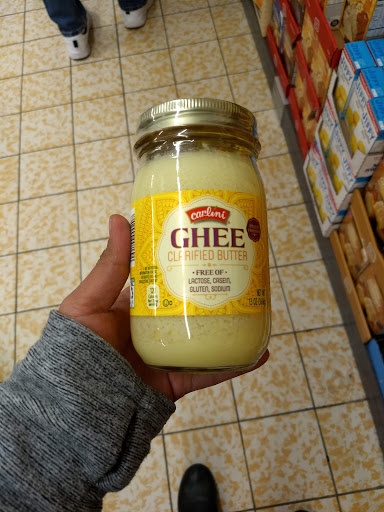 carlini
GHEE
CLARIFIED BUTTER
FREE OF
LACTOSE, CASEIN,
GLUTEN, SODIUM